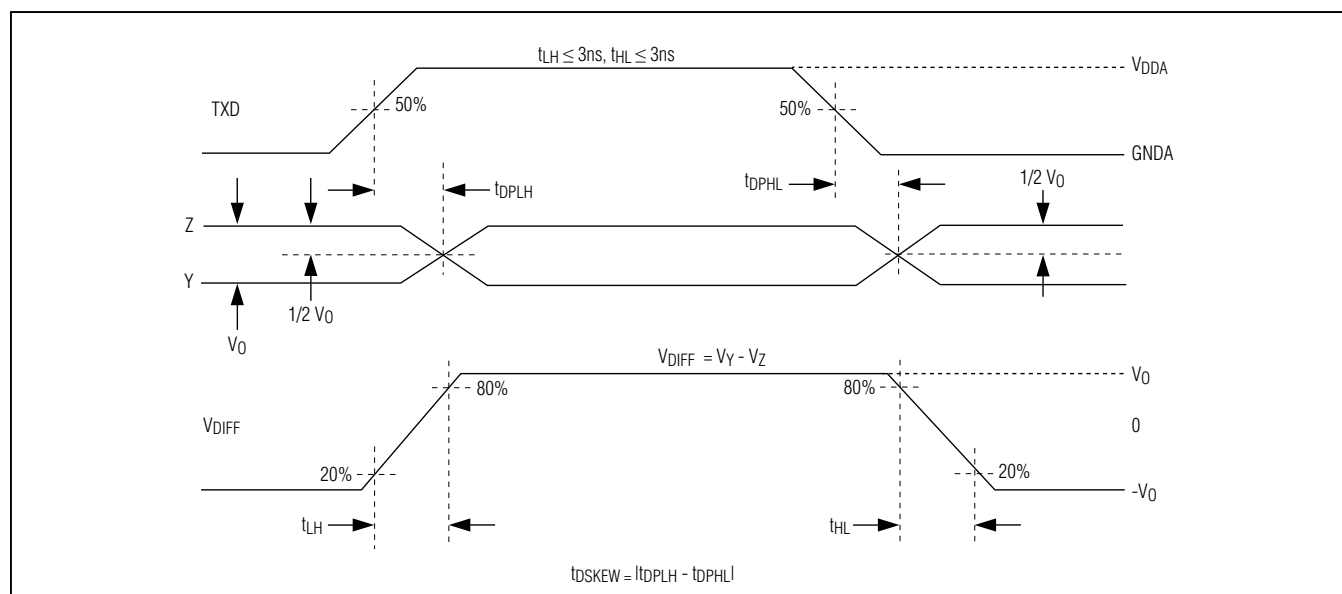 tLH ≤ 3ns, tHL ≤ 3ns
VDDA
TXD
50%
50%
GNDA
tDPLH
tDPHL
1/2 VO
Z
Y
1/2 VO
VO
VDIFF = VY - VZ
VO
80%
80%
VDIFF
0
20%
20%
-VO
tLH
tHL
tDSKEW = |tDPLH - tDPHL|